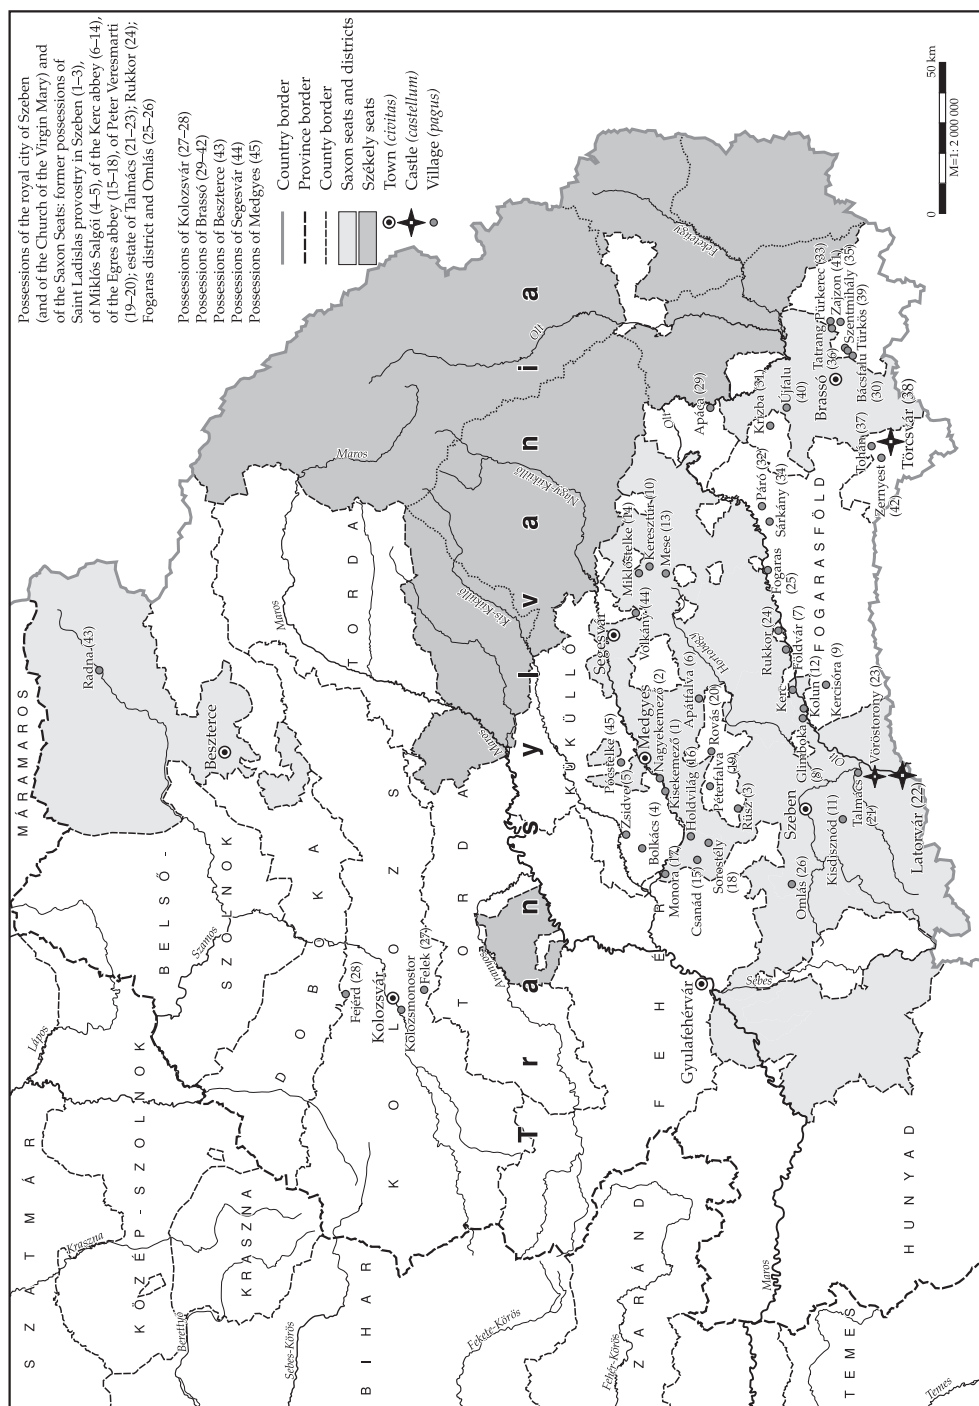 Possessions of the royal city of Szeben
(and of the Church of the Virgin Mary) and
of the Saxon Seats: former possessions of
Saint Ladislas provostry in Szeben (1–3),
of Miklós Salgói (4–5), of the Kerc abbey (6–14),
of the Egres abbey (15–18), of Peter Veresmarti
(19–20); estate of Talmács (21–23); Rukkor (24);
Fogaras district and Omlás (25–26)
Possessions of Kolozsvár (27–28)
Possessions of Brassó (29–42)
Possessions of Beszterce (43)
Possessions of Segesvár (44)
Possessions of Medgyes (45)
Country border
Province border
County border
Saxon seats and districts
Székely seats
Town (civitas)
Castle (castellum)
Village (pagus)
0
50 km
M=1: 2 000 000
Transylvania
SZATMÁR
MÁRAMAROS
KÖZÉP-SZOLNOK
BELSŐ-
SZOLNOK
KRASZNA
DOBOKA
KOLOZS
BIHAR
TORDA
TORDA
KÜKÜLLŐ
FEHÉR
ZARÁND
HUNYAD
TEMES
FOGARASFÖLD
Lápos
Kraszna
Szamos
Berettyó
Sebes-Körös
Fekete-Körös
Fehér-Körös
Maros
Maros
Maros
Maros
Temes
Aranyos
Sebes
Kis-Küküllő
Nagy-Küküllő
Hortobágy
Olt
Olt
Olt
Feketeügy
Radna (43)
Beszterce
Fejérd (28)
Kolozsvár
Kolozsmonostor
Felek (27)
Gyulafehérvár
Pócstelke (45)
Zsidve (5)
Medgyes
Nagyekemező (2)
Kisekemező (1)
Bolkács (4)
Holdvilág (16)
Monora (17)
Csanád (15)
Sorostély
(18)
Péterfalva
(19)
Rovás (20)
Rüsz (3)
Apátfalva (6)
Segesvár
Volkány (44)
Miklóstelke (14)
Keresztúr (10)
Mese (13)
Szeben
Omlás (26)
Kisdisznód (11)
Talmács
(21)
Latorvár (22)
Vöröstorony (23)
Glimboka
(8)
Kolun (12)
Kercisóra (9)
Kerc
Földvár (7)
Rukkor (24)
Fogaras
(25)
Sárkány (34)
Páró (32)
Apáca (29)
Krizba (31)
Újfalu
(40)
Brassó
Tatrang
(36)
Pürkerec (33)
Zajzon (41)
Szentmihály (35)
Türkös (39)
Bácsfalu
(30)
Tohán (37)
Zernyest
(42)
Törcsvár (38)